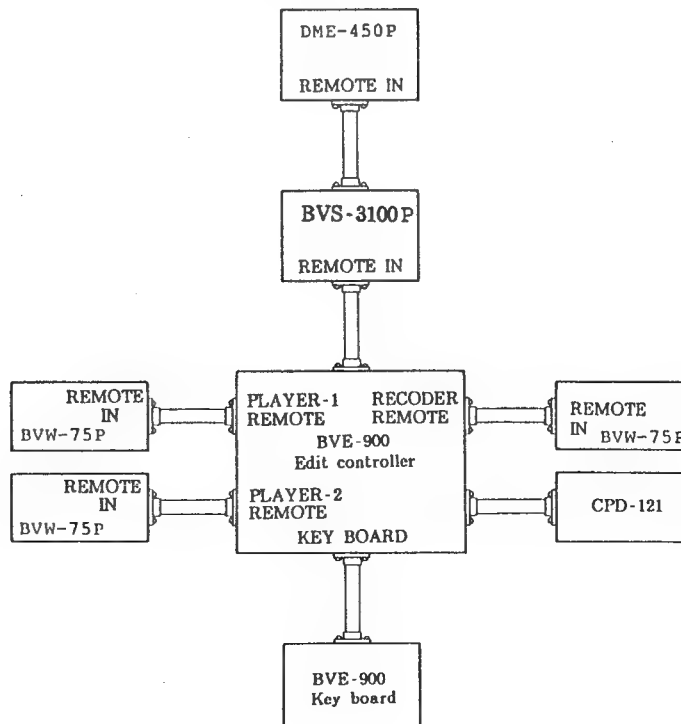 DME-450P
REMOTE IN
BVS-3100P
REMOTE IN
REMOTE
IN
BVW-75P
PLAYER-1
REMOTE
RECODER
REMOTE
BVE-900
Edit controller
REMOTE
IN
BVW-75P
REMOTE
IN
BVW-75P
PLAYER-2
REMOTE
KEY BOARD
CPD-121
BVE-900
Key board